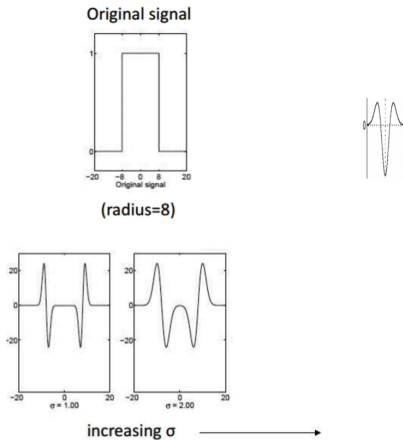 Original signal
1
0
-20 -8 0 8 20
Original signal
0
(radius=8)
20 20
0 0
-20 -20
-20 0 20 -20 0 20
σ = 1.00 σ = 2.00
increasing σ